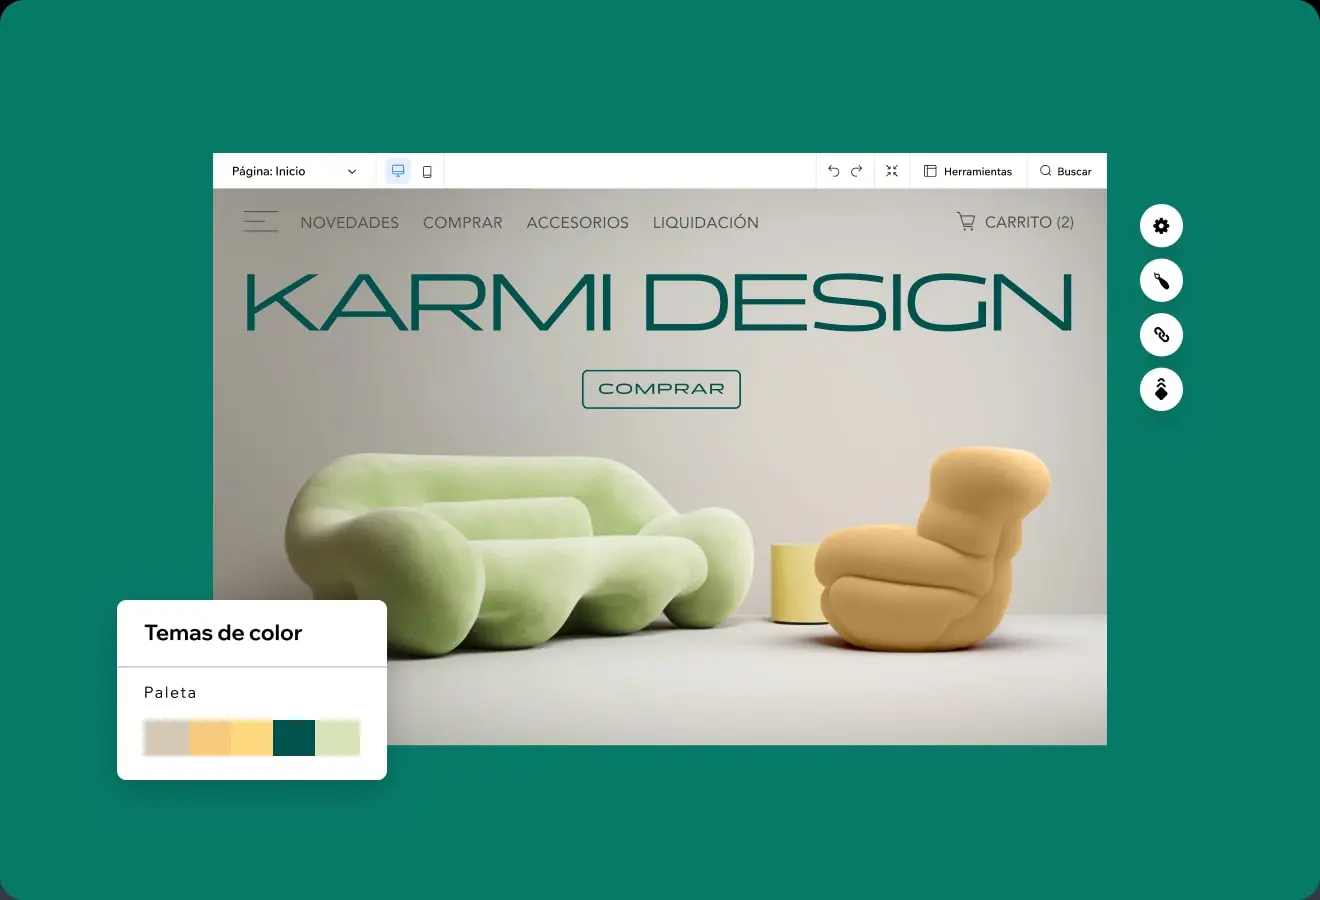 Página: Inicio
Herramientas
Buscar
NOVEDADES COMPRAR ACCESORIOS LIQUIDACIÓN CARRITO (2)
KARMI DESIGN
COMPRAR
Temas de color
Paleta